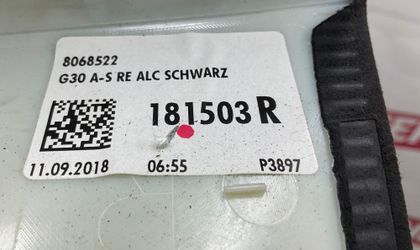 8068522
G30 A-S RE ALC SCHWARZ
181503 R
11.09.2018 06:55 P3897